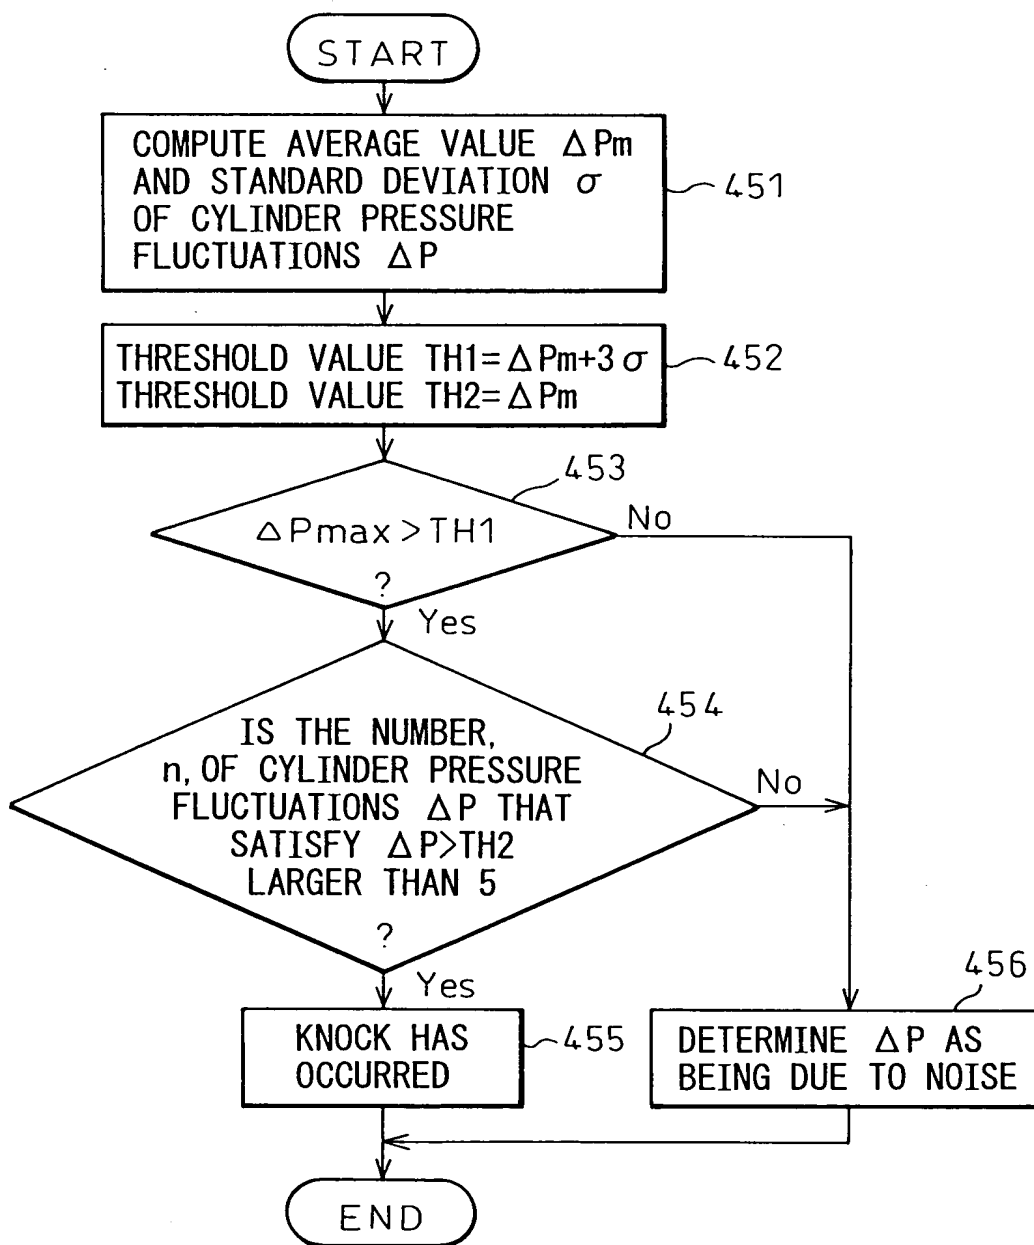 START
COMPUTE AVERAGE VALUE ΔPm
AND STANDARD DEVIATION σ
OF CYLINDER PRESSURE
FLUCTUATIONS ΔP
451
THRESHOLD VALUE TH1=ΔPm+3σ
THRESHOLD VALUE TH2=ΔPm
452
453
ΔPmax>TH1
?
No
Yes
454
IS THE NUMBER,
n, OF CYLINDER PRESSURE
FLUCTUATIONS ΔP THAT
SATISFY ΔP>TH2
LARGER THAN 5
?
No
Yes
KNOCK HAS
OCCURRED
455
456
DETERMINE ΔP AS
BEING DUE TO NOISE
END